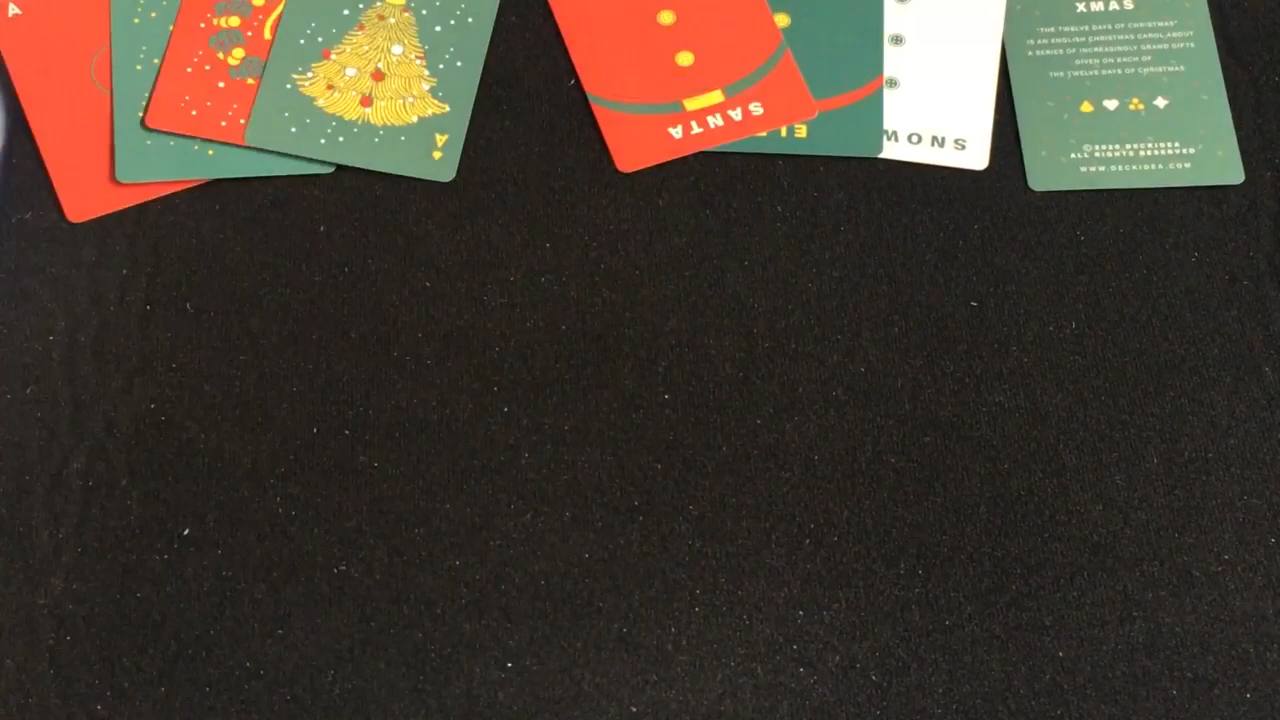 A
A
SANTA
SNOW
XMAS
"THE TWELVE DAYS OF CHRISTMAS"
IS AN ENGLISH CHRISTMAS CAROL ABOUT
A SERIES OF INCREASINGLY GRAND GIFTS
GIVEN ON EACH OF
THE TWELVE DAYS OF CHRISTMAS
©2020 DECKIDEA
ALL RIGHTS RESERVED
WWW.DECKIDEA.COM